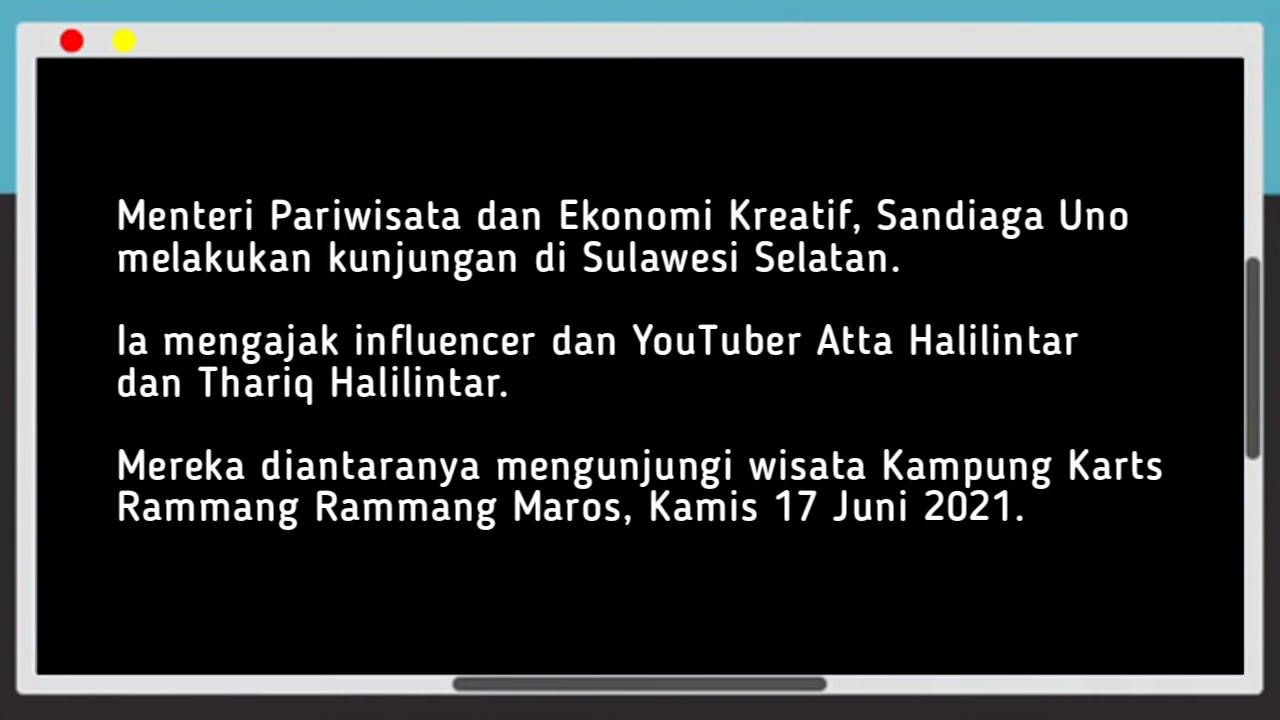 Menteri Pariwisata dan Ekonomi Kreatif, Sandiaga Uno
melakukan kunjungan di Sulawesi Selatan.
Ia mengajak influencer dan YouTuber Atta Halilintar
dan Thariq Halilintar.
Mereka diantaranya mengunjungi wisata Kampung Karts
Rammang Rammang Maros, Kamis 17 Juni 2021.